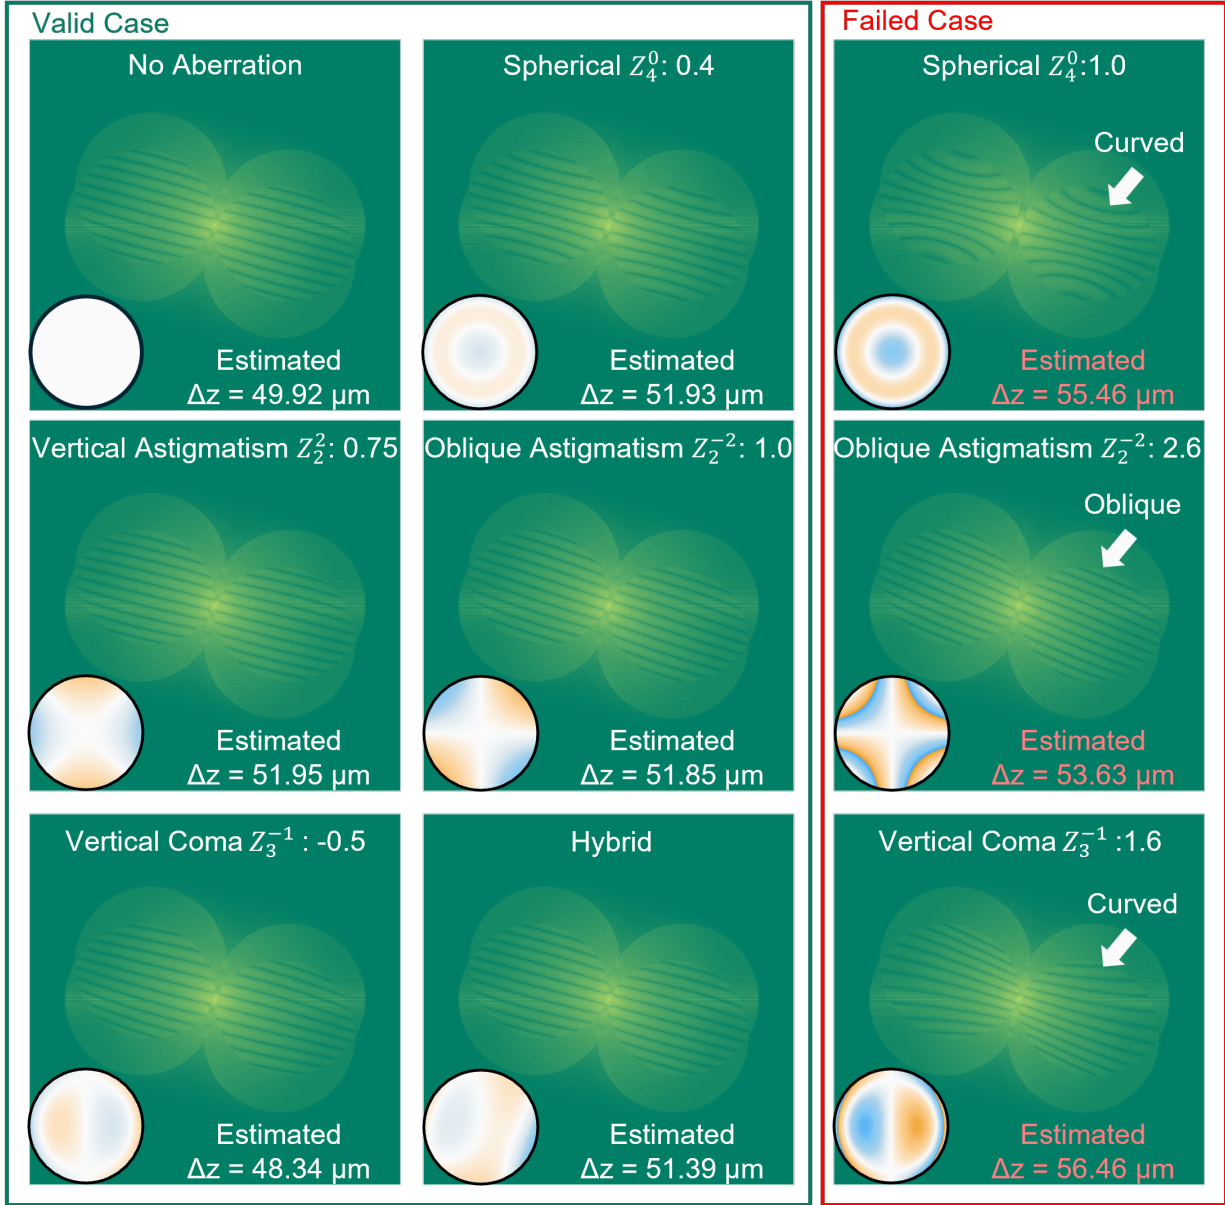 Valid Case
Failed Case
No Aberration
Estimated
Δz = 49.92 µm
Spherical Z₄⁰: 0.4
Estimated
Δz = 51.93 µm
Spherical Z₄⁰:1.0
Curved
Estimated
Δz = 55.46 µm
Vertical Astigmatism Z₂²: 0.75
Estimated
Δz = 51.95 µm
Oblique Astigmatism Z₂⁻²: 1.0
Estimated
Δz = 51.85 µm
Oblique Astigmatism Z₂⁻²: 2.6
Oblique
Estimated
Δz = 53.63 µm
Vertical Coma Z₃⁻¹ : -0.5
Estimated
Δz = 48.34 µm
Hybrid
Estimated
Δz = 51.39 µm
Vertical Coma Z₃⁻¹ :1.6
Curved
Estimated
Δz = 56.46 µm